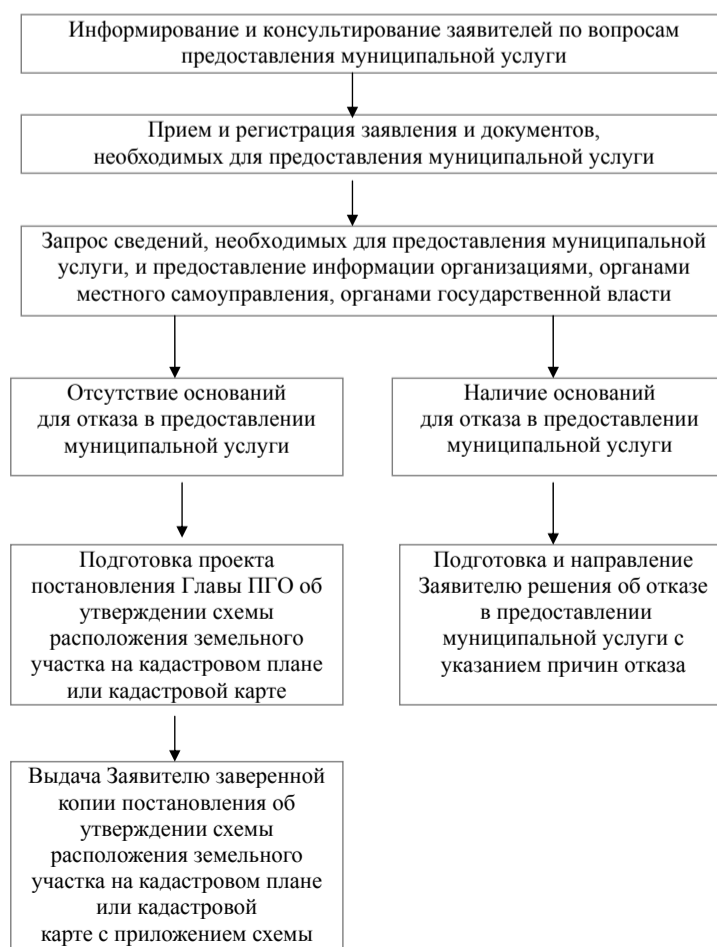 Информирование и консультирование заявителей по вопросам
предоставления муниципальной услуги
Прием и регистрация заявления и документов,
необходимых для предоставления муниципальной услуги
Запрос сведений, необходимых для предоставления муниципальной
услуги, и предоставление информации организациями, органами
местного самоуправления, органами государственной власти
Отсутствие оснований
для отказа в предоставлении
муниципальной услуги
Наличие оснований
для отказа в предоставлении
муниципальной услуги
Подготовка проекта
постановления Главы ПГО об
утверждении схемы
расположения земельного
участка на кадастровом плане
или кадастровой карте
Подготовка и направление
Заявителю решения об отказе
в предоставлении
муниципальной услуги с
указанием причин отказа
Выдача Заявителю заверенной
копии постановления об
утверждении схемы
расположения земельного
участка на кадастровом плане
или кадастровой
карте с приложением схемы